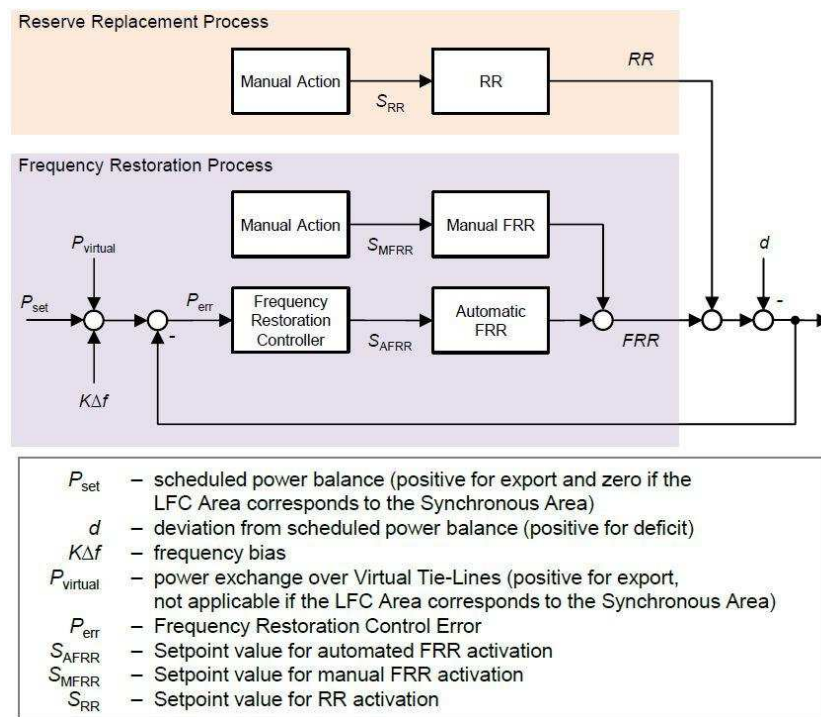 Reserve Replacement Process
Manual Action
S_RR
RR
RR
Frequency Restoration Process
Manual Action
S_MFRR
Manual FRR
P_virtual
d
P_set
P_err
Frequency
Restoration
Controller
S_AFRR
Automatic
FRR
FRR
-
-
KΔf
P_set – scheduled power balance (positive for export and zero if the
LFC Area corresponds to the Synchronous Area)
d – deviation from scheduled power balance (positive for deficit)
KΔf – frequency bias
P_virtual – power exchange over Virtual Tie-Lines (positive for export,
not applicable if the LFC Area corresponds to the Synchronous Area)
P_err – Frequency Restoration Control Error
S_AFRR – Setpoint value for automated FRR activation
S_MFRR – Setpoint value for manual FRR activation
S_RR – Setpoint value for RR activation